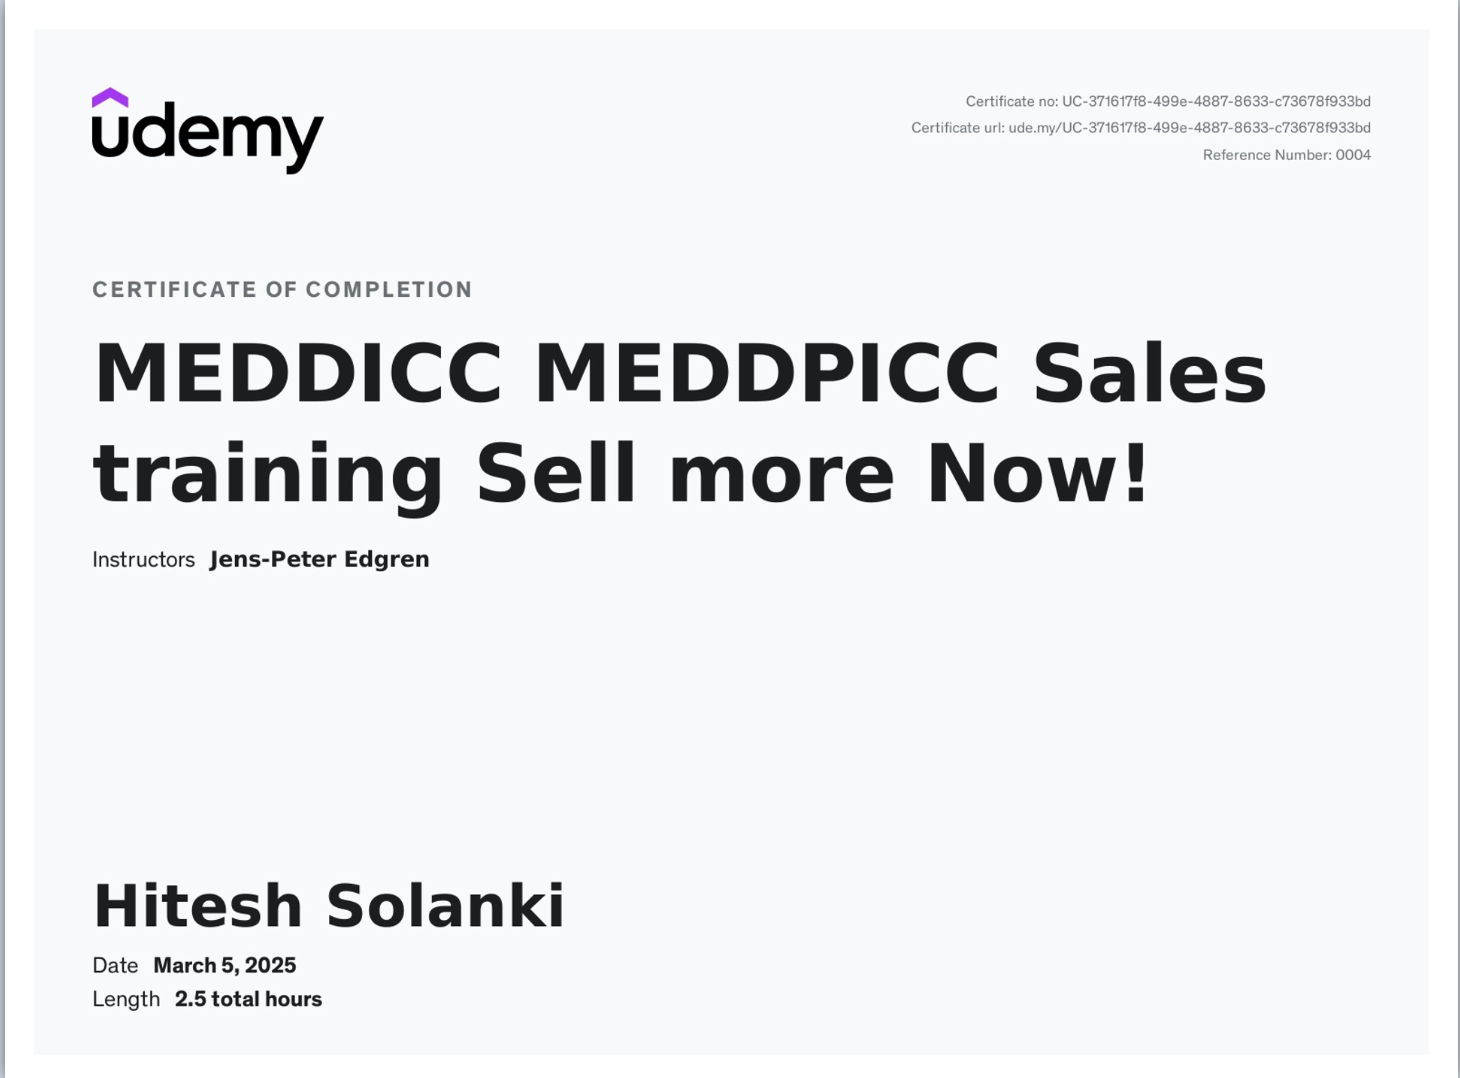 udemy
Certificate no: UC-371617f8-499e-4887-8633-c73678f933bd
Certificate url: ude.my/UC-371617f8-499e-4887-8633-c73678f933bd
Reference Number: 0004
CERTIFICATE OF COMPLETION
MEDDICC MEDDPICC Sales
training Sell more Now!
Instructors Jens-Peter Edgren
Hitesh Solanki
Date March 5, 2025
Length 2.5 total hours